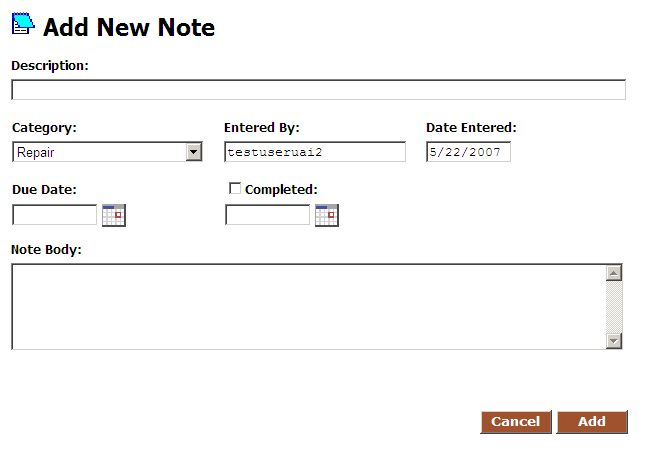 Add New Note
Description:
Category: Entered By: Date Entered:
Repair testuseruai2 5/22/2007
Due Date: Completed:
Note Body:
Cancel Add